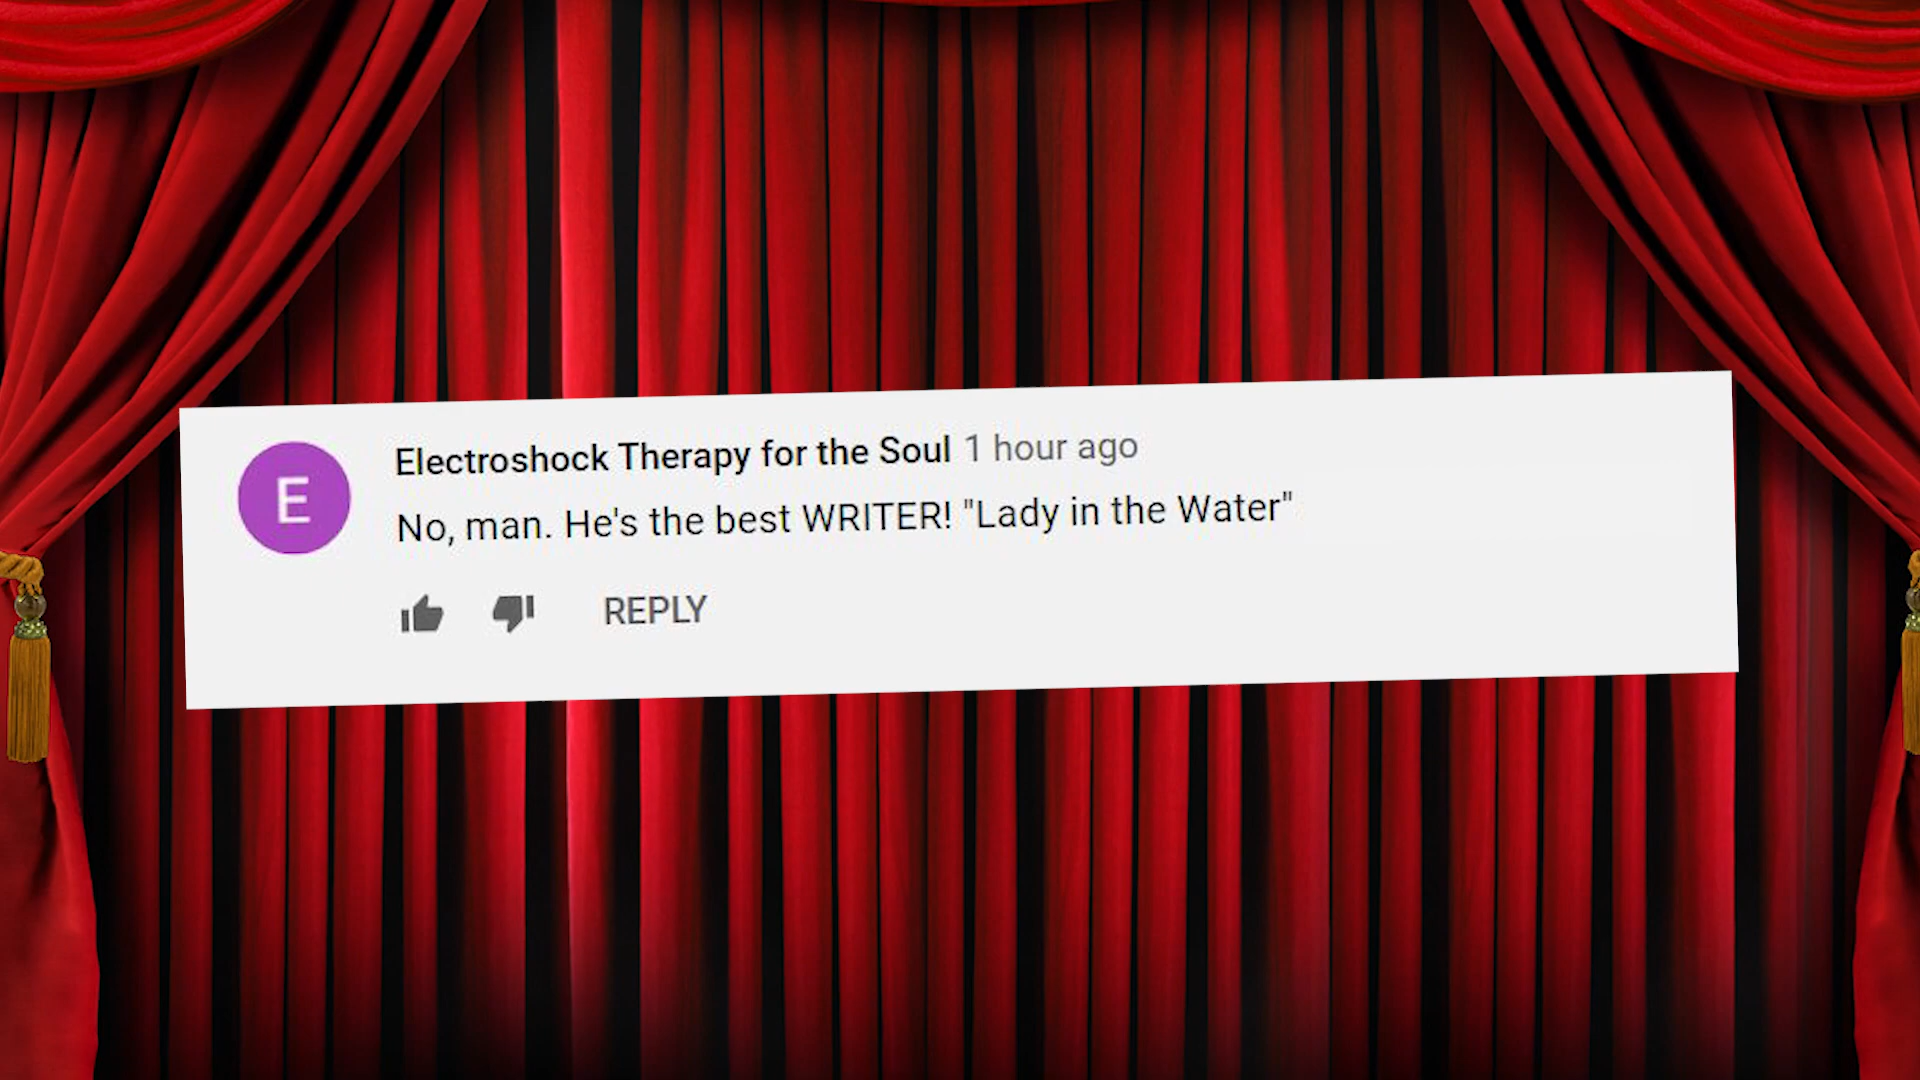 E
Electroshock Therapy for the Soul 1 hour ago
No, man. He's the best WRITER! "Lady in the Water"
REPLY